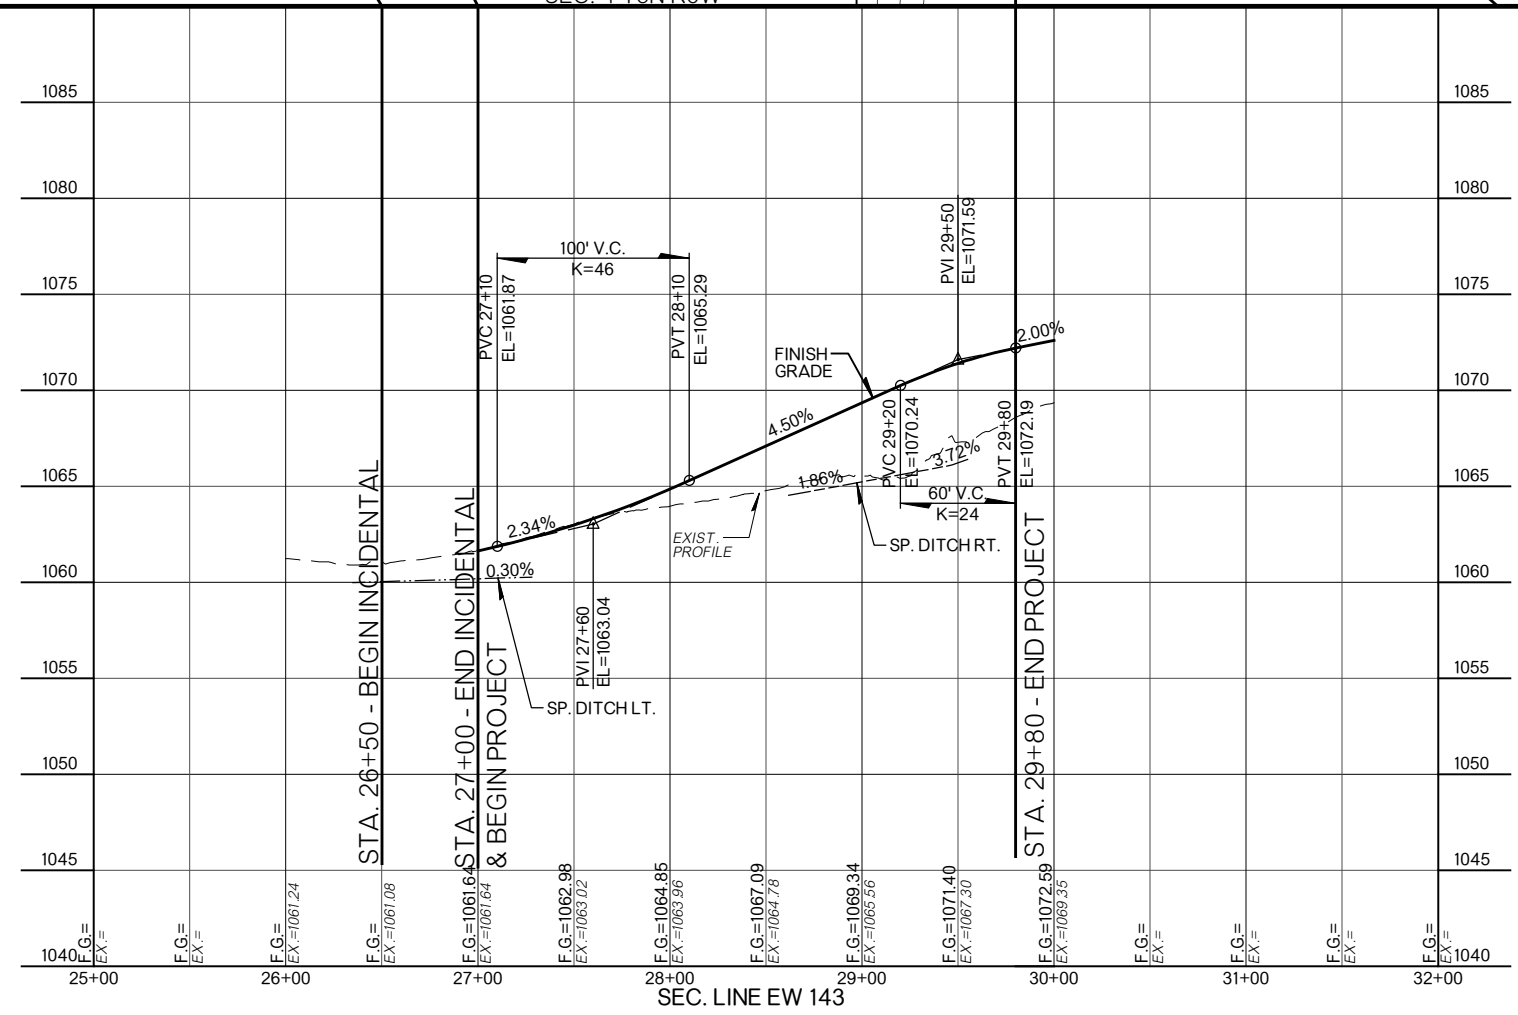 1085
1085
1080
1080
1075
1075
1070
1070
1065
1065
1060
1060
1055
1055
1050
1050
1045
1045
1040
1040
100' V.C.
K=46
PVC 27+10
EL=1061.87
PVT 28+10
EL=1065.29
PVI 29+50
EL=1071.59
FINISH
GRADE
2.00%
4.50%
PVC 29+20
EL=1070.24
PVT 29+80
EL=1072.19
1.86%
3.72%
60' V.C.
K=24
2.34%
EXIST.
PROFILE
SP. DITCH RT.
0.30%
PVI 27+60
EL=1063.04
SP. DITCH LT.
STA. 26+50 - BEGIN INCIDENTAL
STA. 27+00 - END INCIDENTAL
& BEGIN PROJECT
STA. 29+80 - END PROJECT
F.G.=
EX.=
F.G.=
EX.=
F.G.=
EX.=1061.24
F.G.=
EX.=1061.08
F.G.=1061.64
EX.=1061.64
F.G.=1062.98
EX.=1063.02
F.G.=1064.85
EX.=1063.96
F.G.=1067.09
EX.=1064.78
F.G.=1069.34
EX.=1065.56
F.G.=1071.40
EX.=1067.30
F.G.=1072.59
EX.=1069.35
F.G.=
EX.=
F.G.=
EX.=
F.G.=
EX.=
F.G.=
EX.=
25+00
26+00
27+00
28+00
29+00
30+00
31+00
32+00
SEC. LINE EW 143